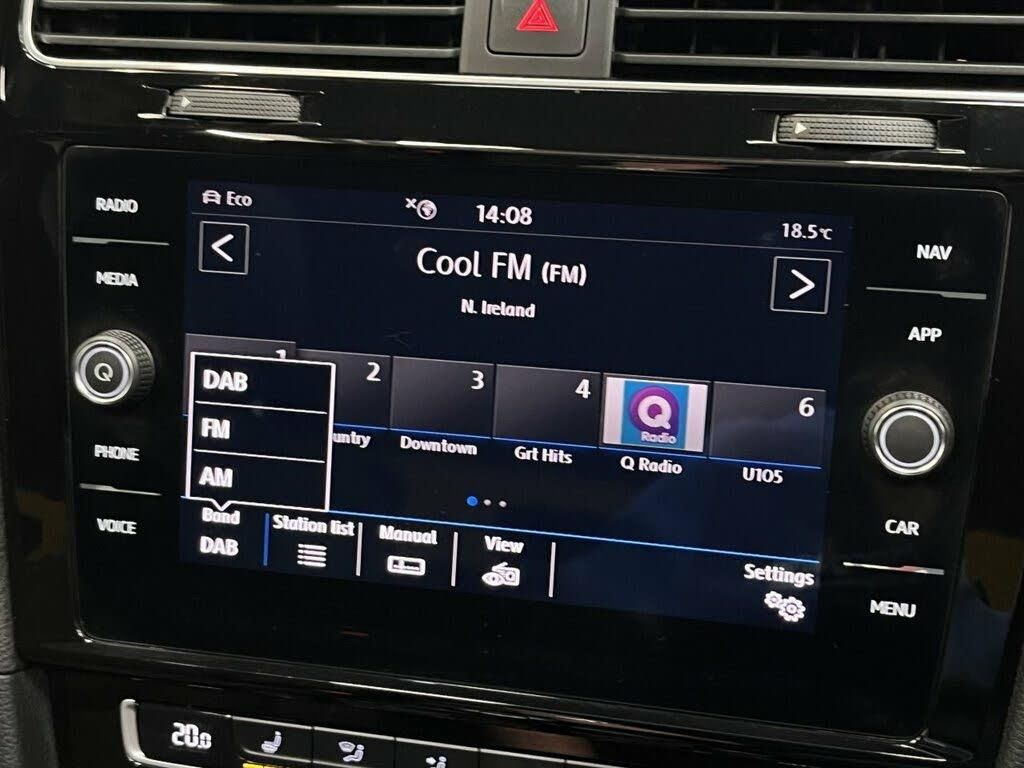 RADIO
MEDIA
PHONE
VOICE
Eco
14:08
18.5°C
Cool FM (FM)
N. Ireland
1
2
3
4
6
DAB
FM
AM
untry
Downtown
Grt Hits
Q Radio
Q Radio
U105
Band
DAB
Station list
Manual
View
Settings
NAV
APP
CAR
MENU
20.0